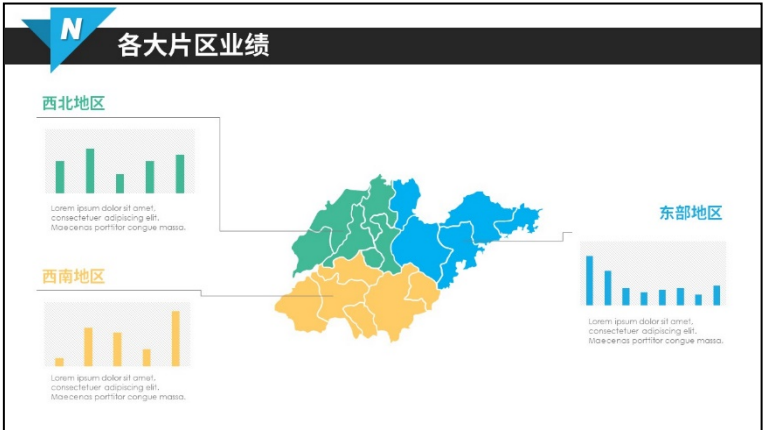 N
各大片区业绩
西北地区
Lorem ipsum dolor sit amet,
consectetuer adipiscing elit.
Maecenas porttitor congue massa.
东部地区
Lorem ipsum dolor sit amet,
consectetuer adipiscing elit.
Maecenas porttitor congue massa.
西南地区
Lorem ipsum dolor sit amet,
consectetuer adipiscing elit.
Maecenas porttitor congue massa.